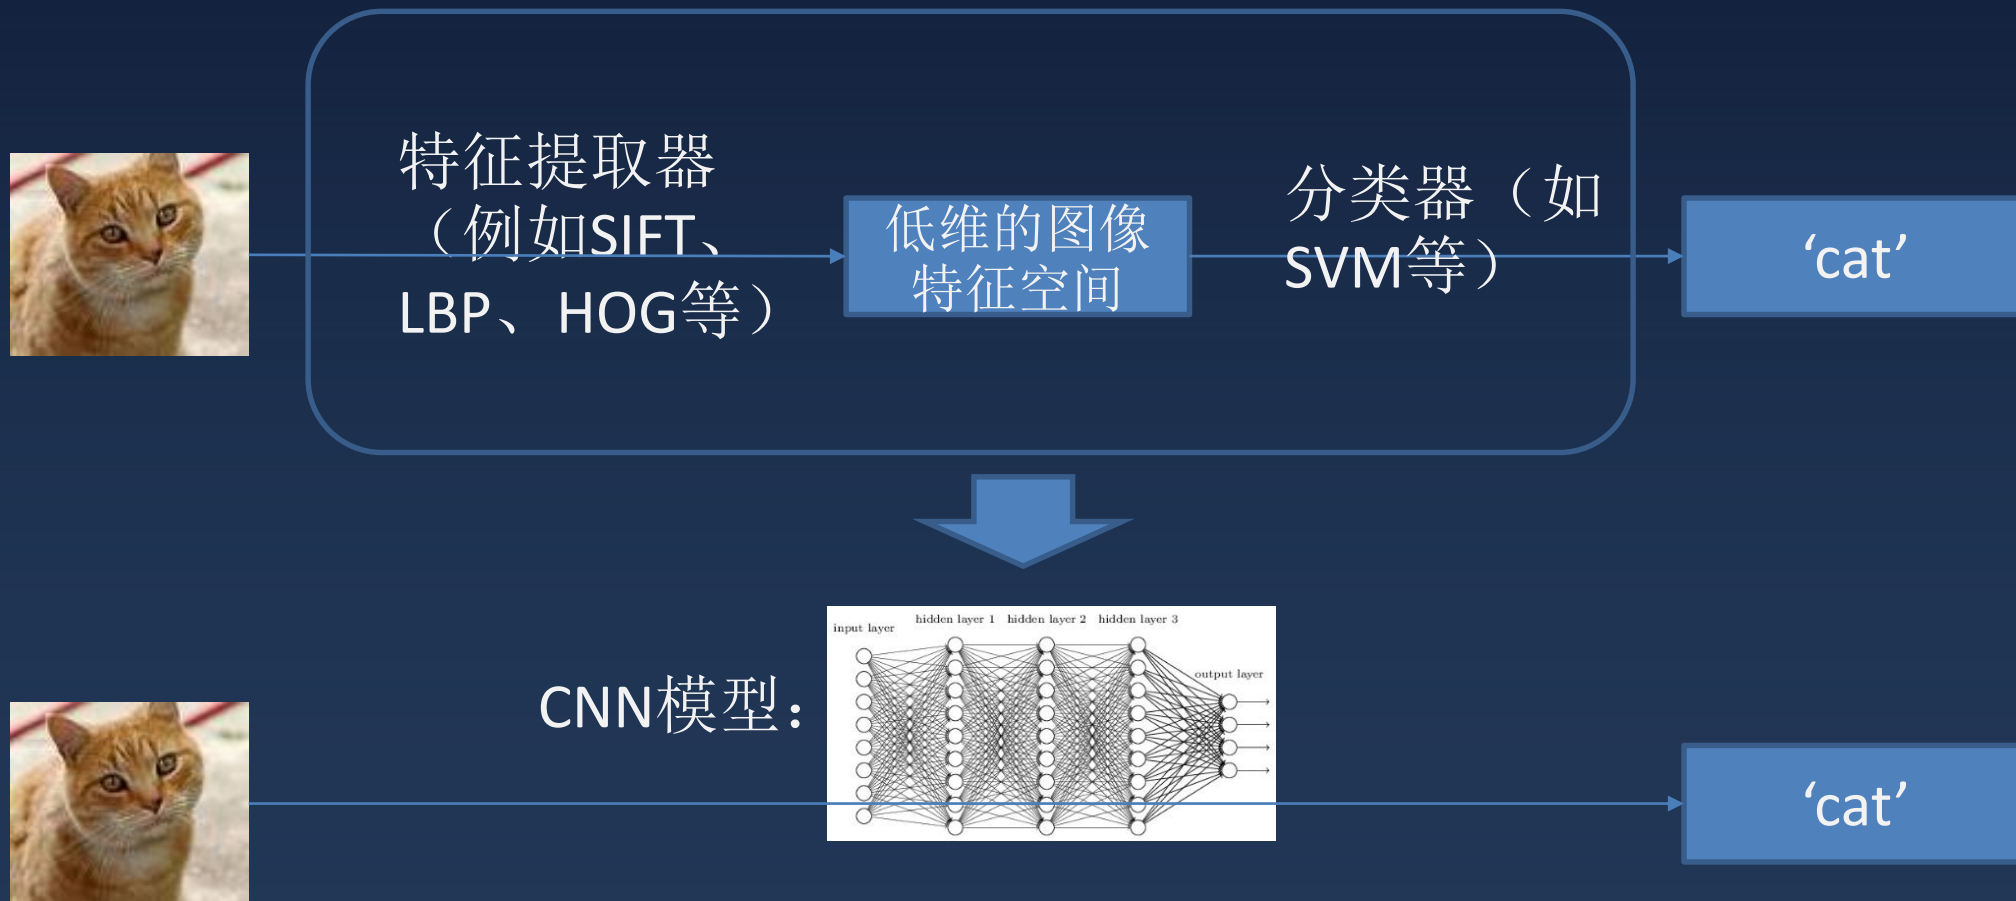 特征提取器
（例如SIFT、
LBP、HOG等）
低维的图像
特征空间
分类器（如
SVM等）
‘cat’
CNN模型：
input layer
hidden layer 1
hidden layer 2
hidden layer 3
output layer
‘cat’